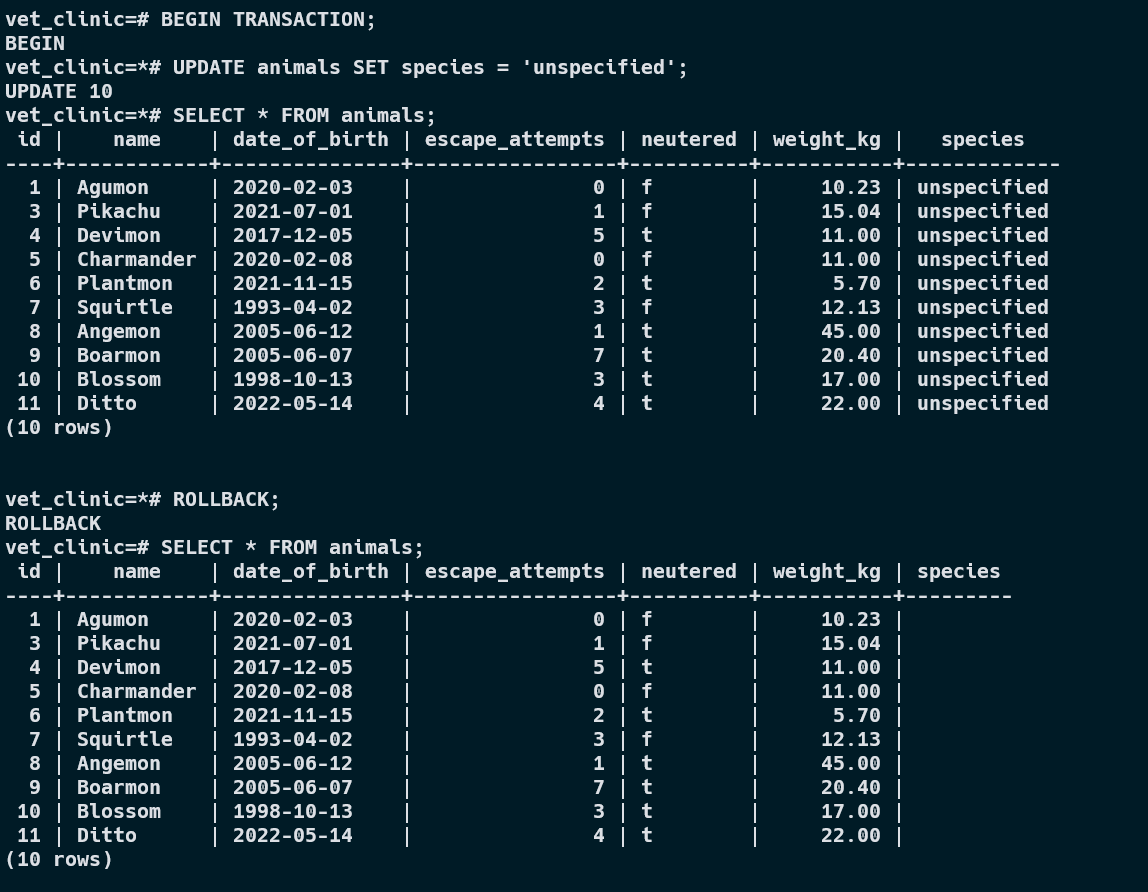 vet_clinic=# BEGIN TRANSACTION;
BEGIN
vet_clinic=*# UPDATE animals SET species = 'unspecified';
UPDATE 10
vet_clinic=*# SELECT * FROM animals;
 id |    name    | date_of_birth | escape_attempts | neutered | weight_kg |   species
----+------------+---------------+-----------------+----------+-----------+-------------
  1 | Agumon     | 2020-02-03    |               0 | f        |     10.23 | unspecified
  3 | Pikachu    | 2021-07-01    |               1 | f        |     15.04 | unspecified
  4 | Devimon    | 2017-12-05    |               5 | t        |     11.00 | unspecified
  5 | Charmander | 2020-02-08    |               0 | f        |     11.00 | unspecified
  6 | Plantmon   | 2021-11-15    |               2 | t        |      5.70 | unspecified
  7 | Squirtle   | 1993-04-02    |               3 | f        |     12.13 | unspecified
  8 | Angemon    | 2005-06-12    |               1 | t        |     45.00 | unspecified
  9 | Boarmon    | 2005-06-07    |               7 | t        |     20.40 | unspecified
 10 | Blossom    | 1998-10-13    |               3 | t        |     17.00 | unspecified
 11 | Ditto      | 2022-05-14    |               4 | t        |     22.00 | unspecified
(10 rows)
vet_clinic=*# ROLLBACK;
ROLLBACK
vet_clinic=# SELECT * FROM animals;
 id |    name    | date_of_birth | escape_attempts | neutered | weight_kg | species
----+------------+---------------+-----------------+----------+-----------+---------
  1 | Agumon     | 2020-02-03    |               0 | f        |     10.23 |
  3 | Pikachu    | 2021-07-01    |               1 | f        |     15.04 |
  4 | Devimon    | 2017-12-05    |               5 | t        |     11.00 |
  5 | Charmander | 2020-02-08    |               0 | f        |     11.00 |
  6 | Plantmon   | 2021-11-15    |               2 | t        |      5.70 |
  7 | Squirtle   | 1993-04-02    |               3 | f        |     12.13 |
  8 | Angemon    | 2005-06-12    |               1 | t        |     45.00 |
  9 | Boarmon    | 2005-06-07    |               7 | t        |     20.40 |
 10 | Blossom    | 1998-10-13    |               3 | t        |     17.00 |
 11 | Ditto      | 2022-05-14    |               4 | t        |     22.00 |
(10 rows)